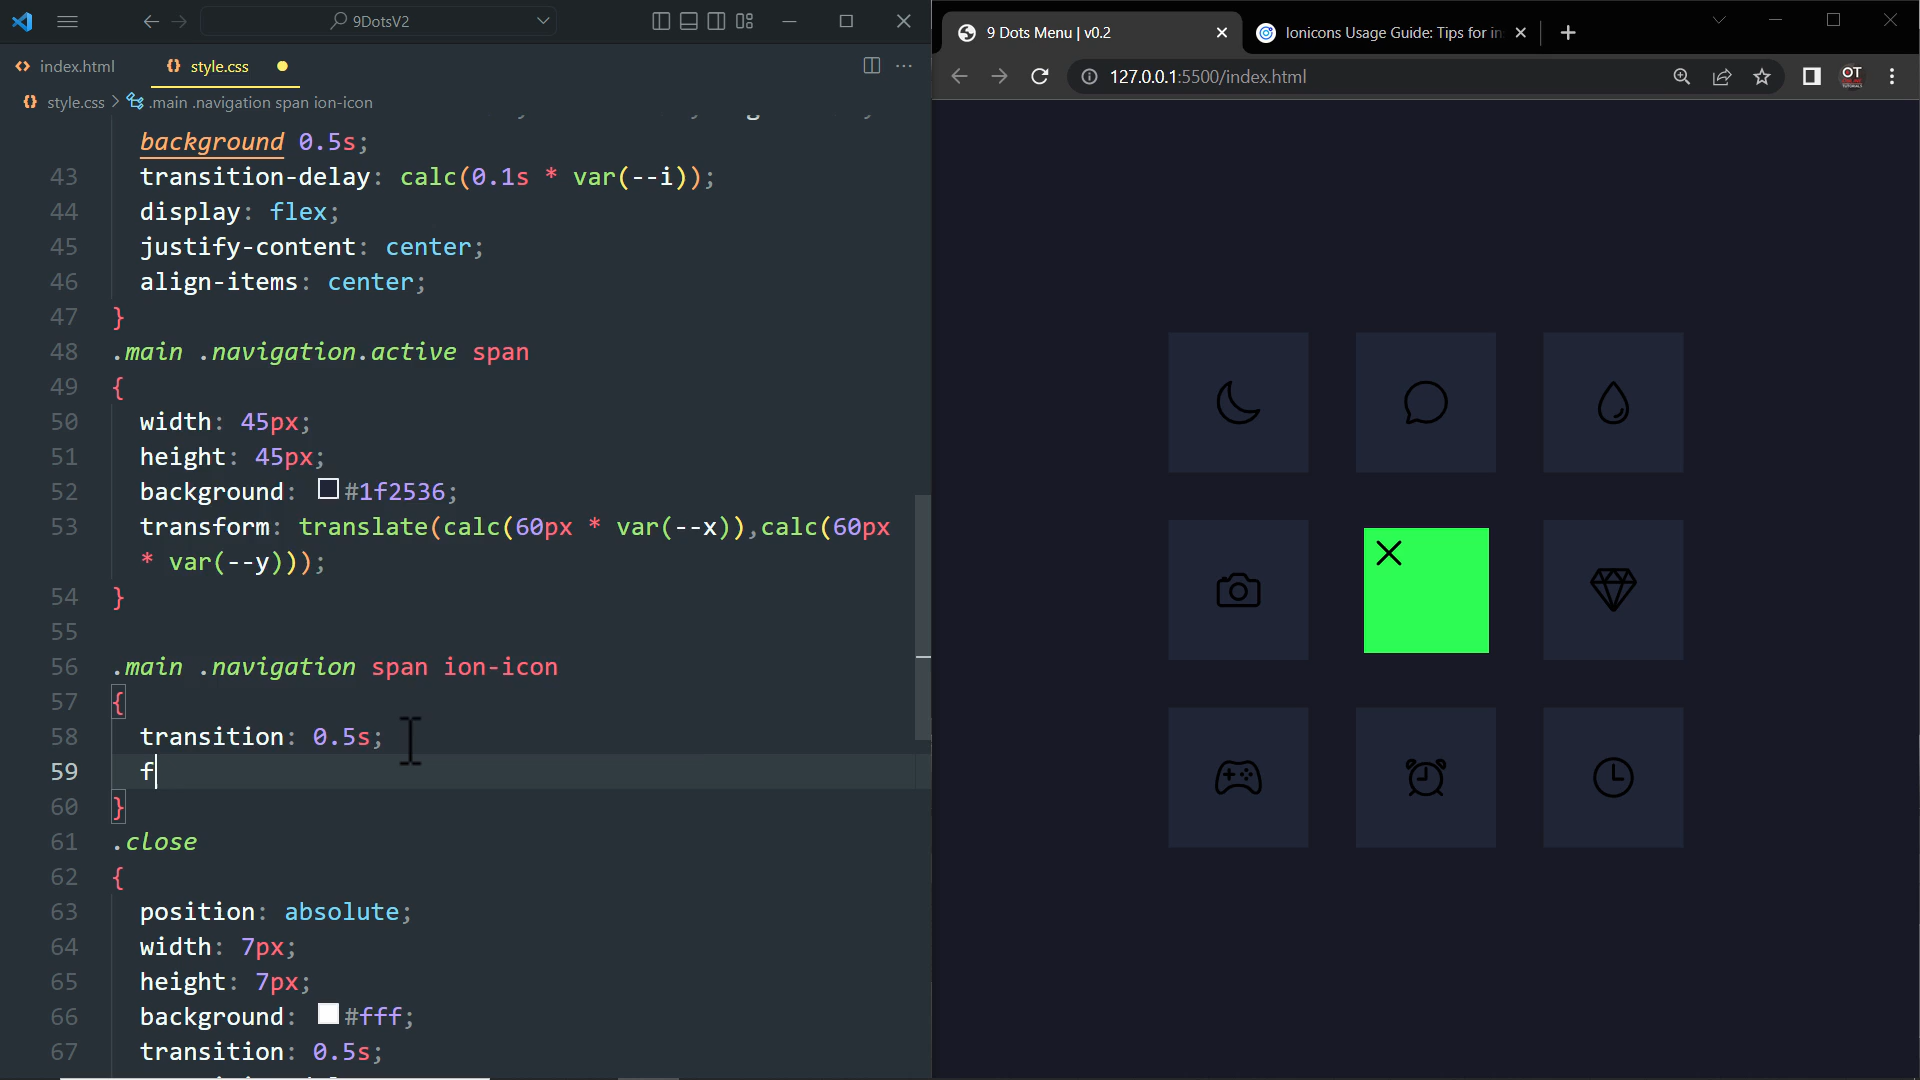 9DotsV2
index.html
style.css
style.css > .main .navigation span ion-icon
background 0.5s;
43 transition-delay: calc(0.1s * var(--i));
44 display: flex;
45 justify-content: center;
46 align-items: center;
47 }
48 .main .navigation.active span
49 {
50 width: 45px;
51 height: 45px;
52 background: #1f2536;
53 transform: translate(calc(60px * var(--x)),calc(60px
* var(--y)));
54 }
55
56 .main .navigation span ion-icon
57 {
58 transition: 0.5s;
59 f
60 }
61 .close
62 {
63 position: absolute;
64 width: 7px;
65 height: 7px;
66 background: #fff;
67 transition: 0.5s;
9 Dots Menu | v0.2
Ionicons Usage Guide: Tips for in
127.0.0.1:5500/index.html
OT